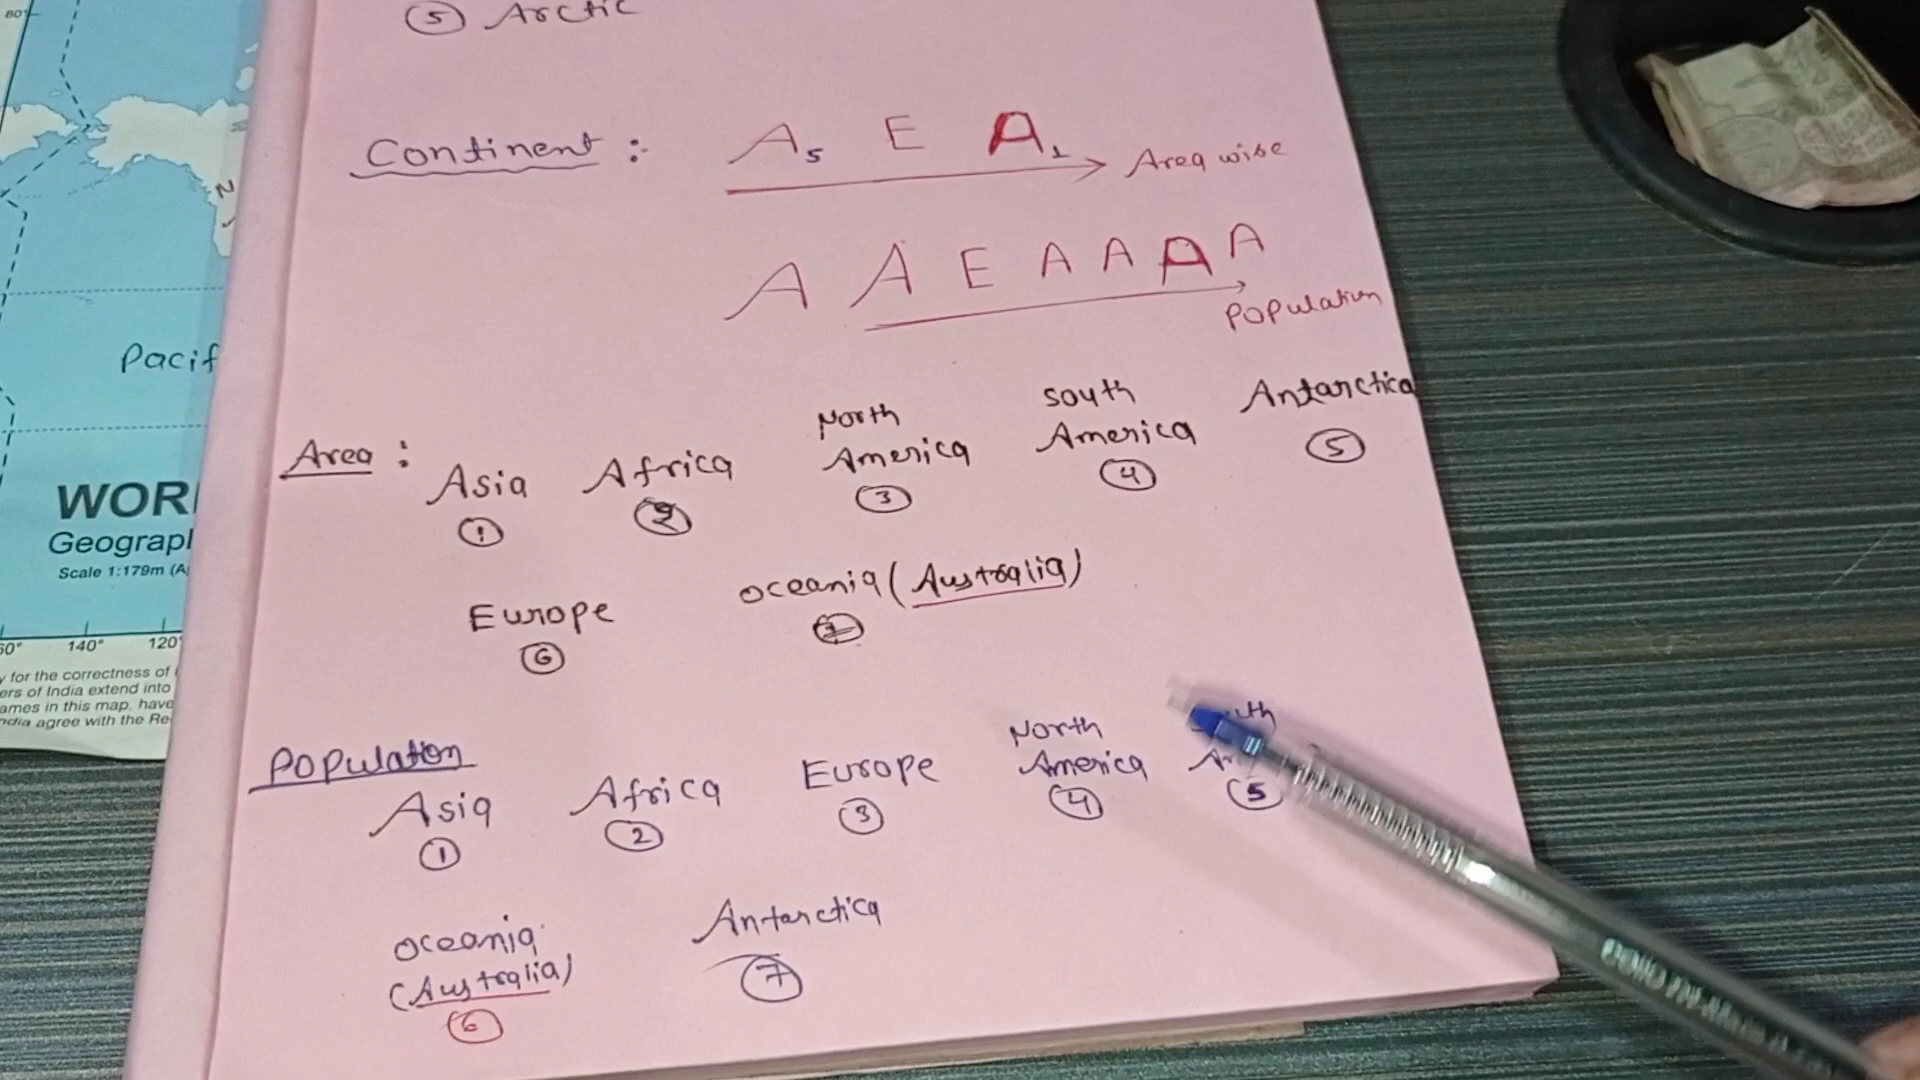 80°
⑤ Arctic
Continent :- A₅ E A₁ → Area wise
A A E A A A A
Population
Pacif
Area : Asia Africa North America South America Antarctica
① ② ③ ④ ⑤
WOR
Geograp
Scale 1:179m (A
Europe Oceania (Australia)
⑥ ⑦
140° 120°
y for the correctness of
ers of India extend into
ames in this map, have
ndia agree with the Re
Population
Asia Africa Europe North America
① ② ③ ④ ⑤
Oceania Antarctica
(Australia) ⑦
⑥